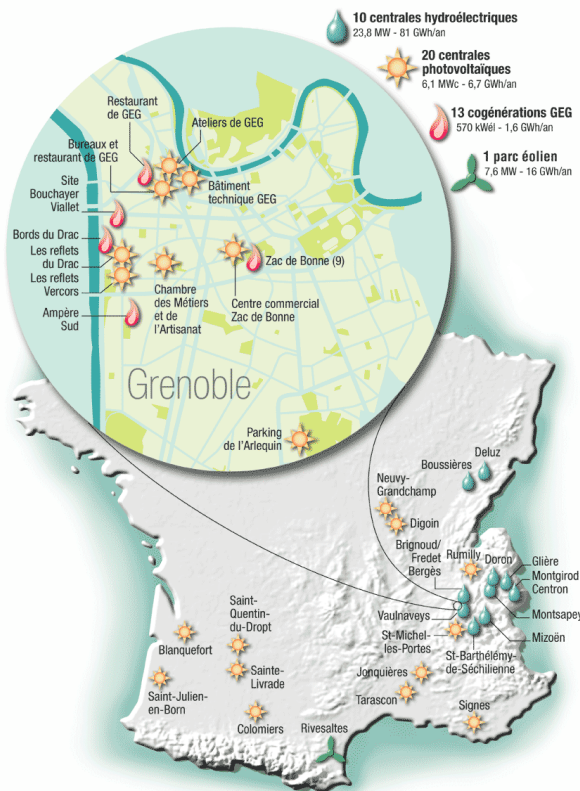 10 centrales hydroélectriques
23,8 MW - 81 GWh/an
20 centrales
photovoltaïques
6,1 MWc - 6,7 GWh/an
13 cogénérations GEG
570 kWél - 1,6 GWh/an
1 parc éolien
7,6 MW - 16 GWh/an
Restaurant
de GEG
Ateliers de GEG
Bureaux et
restaurant de GEG
Bâtiment
technique GEG
Site
Bouchayer
Viallet
Bords du Drac
Les reflets
du Drac
Les reflets
Vercors
Zac de Bonne (9)
Chambre
des Métiers
et de
l'Artisanat
Centre commercial
Zac de Bonne
Ampère
Sud
Grenoble
Parking
de l'Arlequin
Deluz
Boussières
Neuvy-
Grandchamp
Digoin
Brignoud/
Fredet
Bergès
Rumilly
Doron
Glière
Montgirod
Centron
Montsapey
Vaulnaveys
Mizoën
St-Michel-
les-Portes
St-Barthélémy-
de-Séchilienne
Saint-
Quentin-
du-Dropt
Blanquefort
Sainte-
Livrade
Jonquières
Saint-Julien-
en-Born
Tarascon
Signes
Colomiers
Rivesaltes